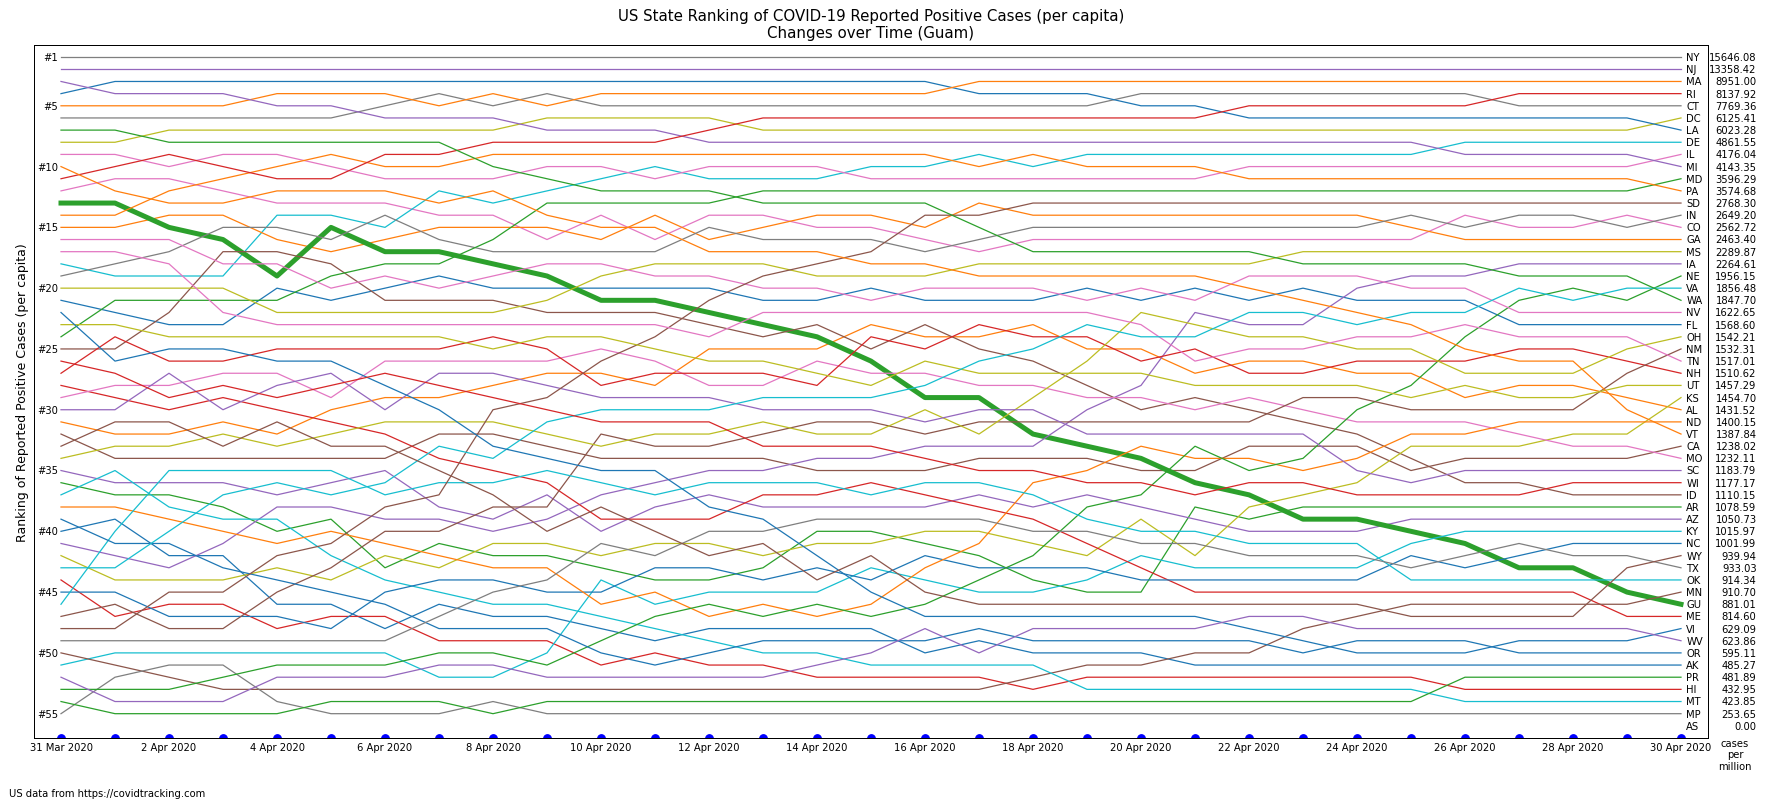 US State Ranking of COVID-19 Reported Positive Cases (per capita)
Changes over Time (Guam)
Ranking of Reported Positive Cases (per capita)
#1
#5
#10
#15
#20
#25
#30
#35
#40
#45
#50
#55
NY 15646.08
NJ 13358.42
MA 8951.00
RI 8137.92
CT 7769.36
DC 6125.41
LA 6023.28
DE 4861.55
IL 4176.04
MI 4143.35
MD 3596.29
PA 3574.68
SD 2768.30
IN 2649.20
CO 2562.72
GA 2463.40
MS 2289.87
IA 2264.61
NE 1956.15
VA 1856.48
WA 1847.70
NV 1622.65
FL 1568.60
OH 1542.21
NM 1532.31
TN 1517.01
NH 1510.62
UT 1457.29
KS 1454.70
AL 1431.52
ND 1400.15
VT 1387.84
CA 1238.02
MO 1232.11
SC 1183.79
WI 1177.17
ID 1110.15
AR 1078.59
AZ 1050.73
KY 1015.97
NC 1001.99
WY 939.94
TX 933.03
OK 914.34
MN 910.70
GU 881.01
ME 814.60
VI 629.09
WV 623.86
OR 595.11
AK 485.27
PR 481.89
HI 432.95
MT 423.85
MP 253.65
AS 0.00
31 Mar 2020 2 Apr 2020 4 Apr 2020 6 Apr 2020 8 Apr 2020 10 Apr 2020 12 Apr 2020 14 Apr 2020 16 Apr 2020 18 Apr 2020 20 Apr 2020 22 Apr 2020 24 Apr 2020 26 Apr 2020 28 Apr 2020 30 Apr 2020
cases
per
million
US data from https://covidtracking.com